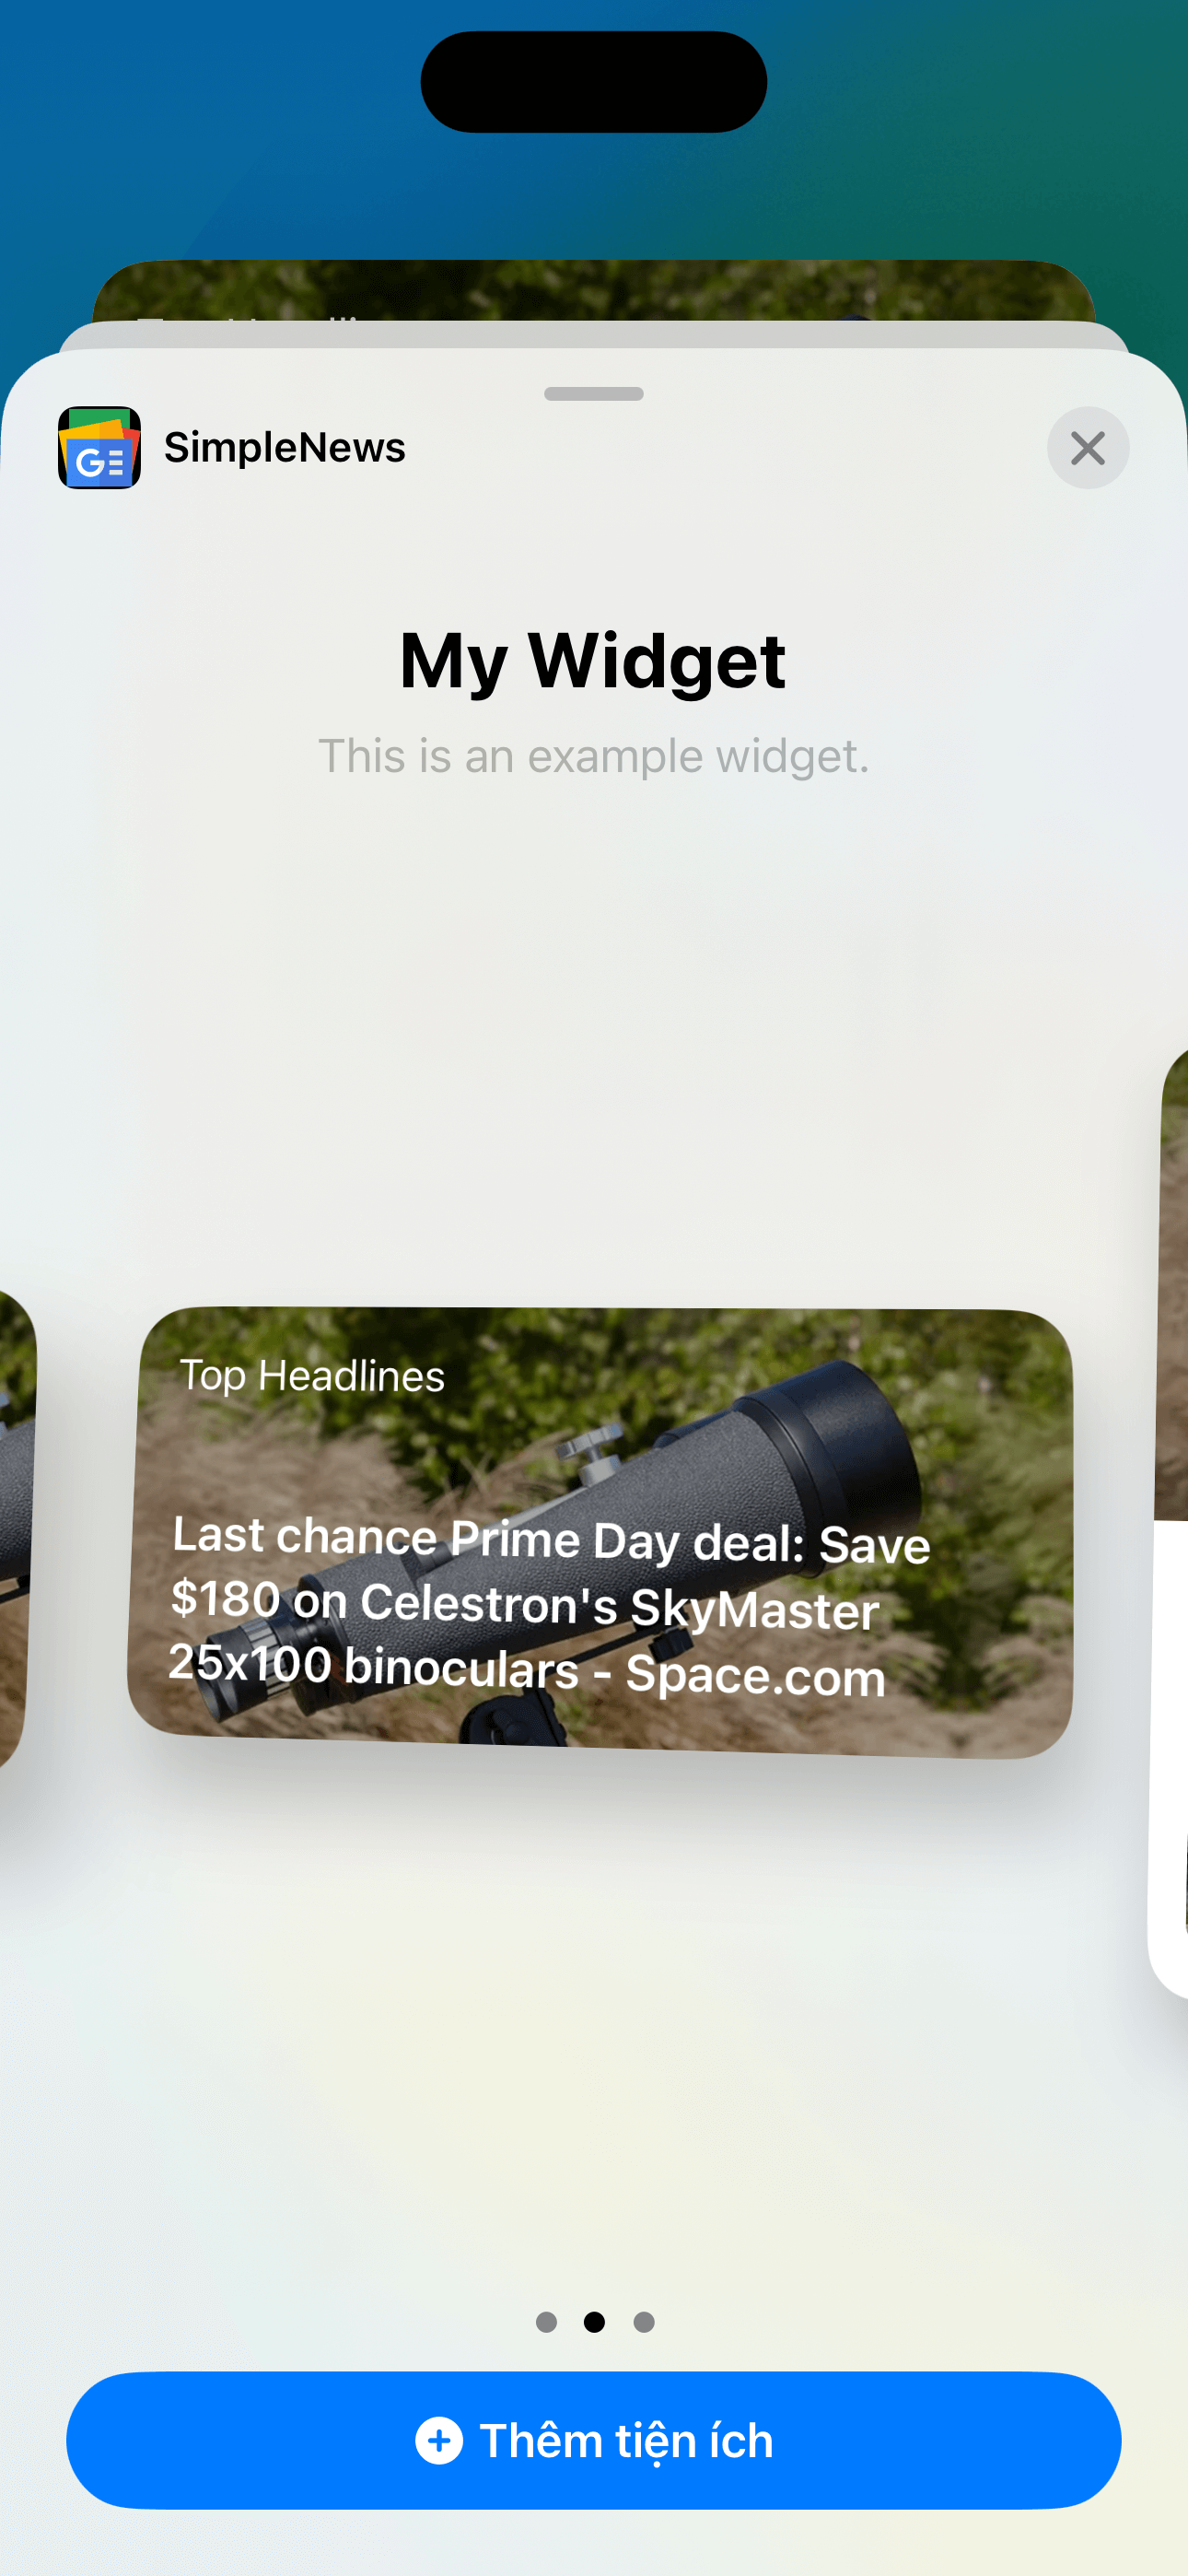 SimpleNews
My Widget
This is an example widget.
Top Headlines
Last chance Prime Day deal: Save
$180 on Celestron's SkyMaster
25x100 binoculars - Space.com
Thêm tiện ích